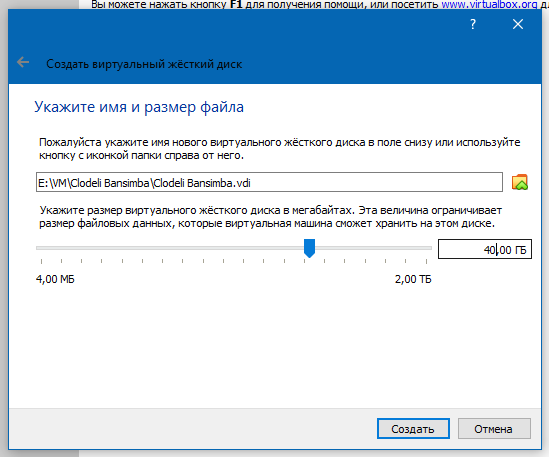 Вы можете нажать кнопку F1 для получения помощи, или посетить www.virtualbox.org дл
?
Создать виртуальный жёсткий диск
Укажите имя и размер файла
Пожалуйста укажите имя нового виртуального жёсткого диска в поле снизу или используйте
кнопку с иконкой папки справа от него.
E:\VM\Clodeli Bansimba\Clodeli Bansimba.vdi
Укажите размер виртуального жёсткого диска в мегабайтах. Эта величина ограничивает
размер файловых данных, которые виртуальная машина сможет хранить на этом диске.
40,00 ГБ
4,00 МБ 2,00 ТБ
Создать Отмена